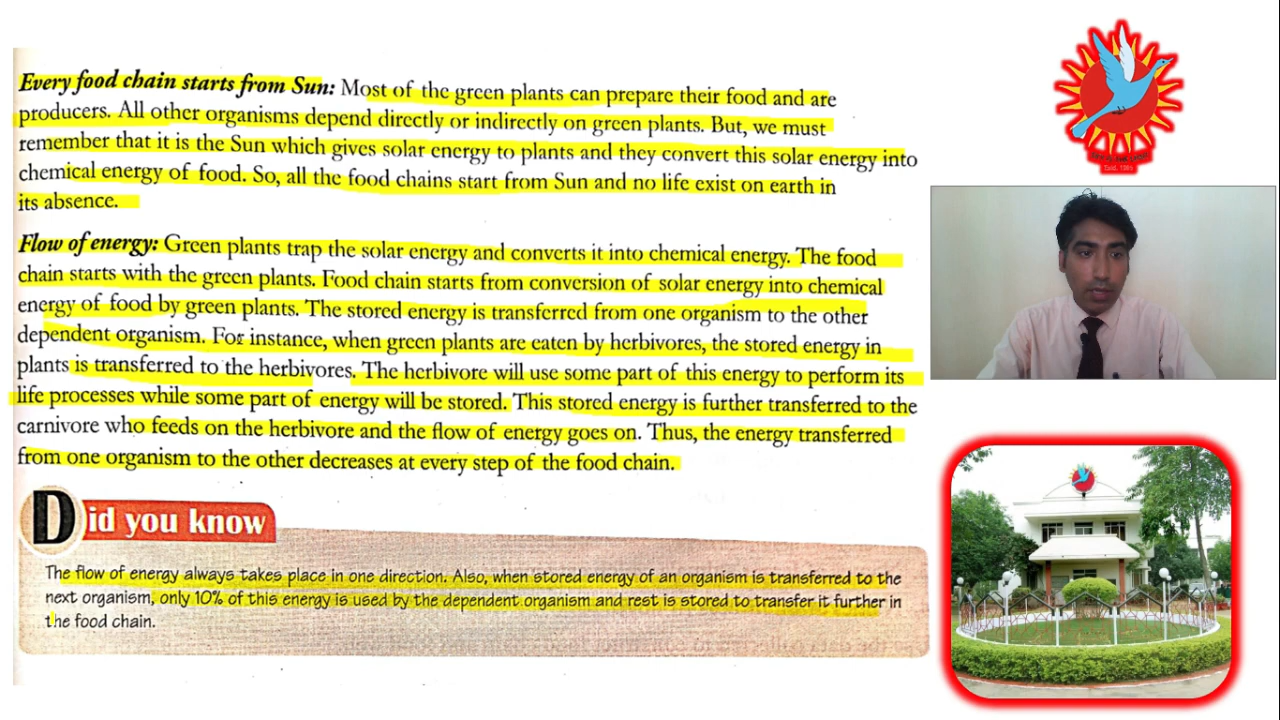 Every food chain starts from Sun: Most of the green plants can prepare their food and are
producers. All other organisms depend directly or indirectly on green plants. But, we must
remember that it is the Sun which gives solar energy to plants and they convert this solar energy into
chemical energy of food. So, all the food chains start from Sun and no life exist on earth in
its absence.
Flow of energy: Green plants trap the solar energy and converts it into chemical energy. The food
chain starts with the green plants. Food chain starts from conversion of solar energy into chemical
energy of food by green plants. The stored energy is transferred from one organism to the other
dependent organism. For instance, when green plants are eaten by herbivores, the stored energy in
plants is transferred to the herbivores. The herbivore will use some part of this energy to perform its
life processes while some part of energy will be stored. This stored energy is further transferred to the
carnivore who feeds on the herbivore and the flow of energy goes on. Thus, the energy transferred
from one organism to the other decreases at every step of the food chain.
Did you know
The flow of energy always takes place in one direction. Also, when stored energy of an organism is transferred to the
next organism, only 10% of this energy is used by the dependent organism and rest is stored to transfer it further in
the food chain.
Estd. 1991